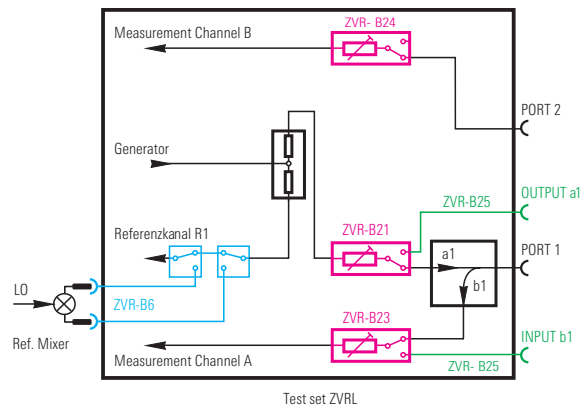 Measurement Channel B
ZVR- B24
PORT 2
Generator
ZVR-B25
OUTPUT a1
Referenzkanal R1
ZVR-B21
a1
PORT 1
b1
LO
ZVR-B6
ZVR-B23
Ref. Mixer
INPUT b1
Measurement Channel A
ZVR- B25
Test set ZVRL